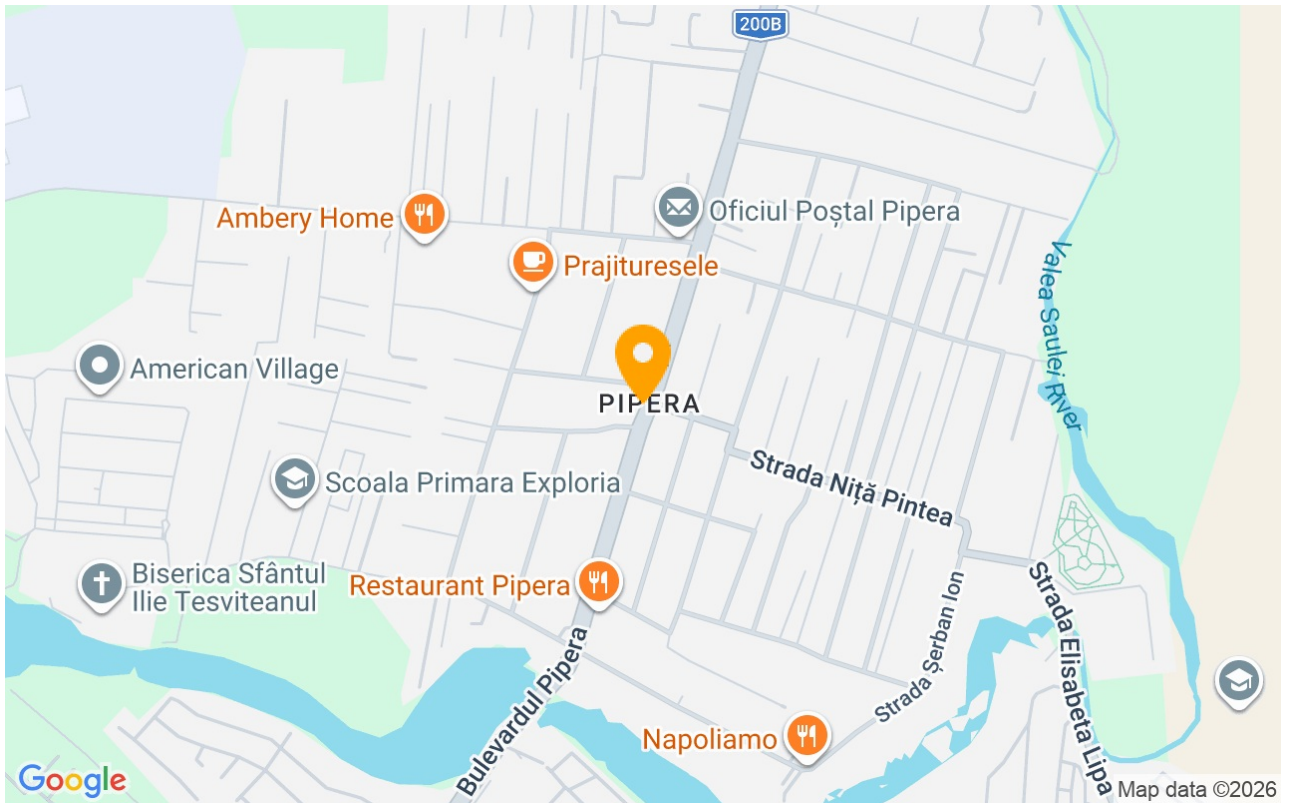 200B
Ambery Home
Oficiul Poștal Pipera
Prajituresele
Valea Saulei River
American Village
PIPERA
Strada Niță Pintea
Scoala Primara Exploria
Biserica Sfântul
Ilie Tesviteanul
Restaurant Pipera
Strada Șerban Ion
Strada Elisabeta Lipa
Bulevardul Pipera
Napoliamo
Google
Map data ©2026